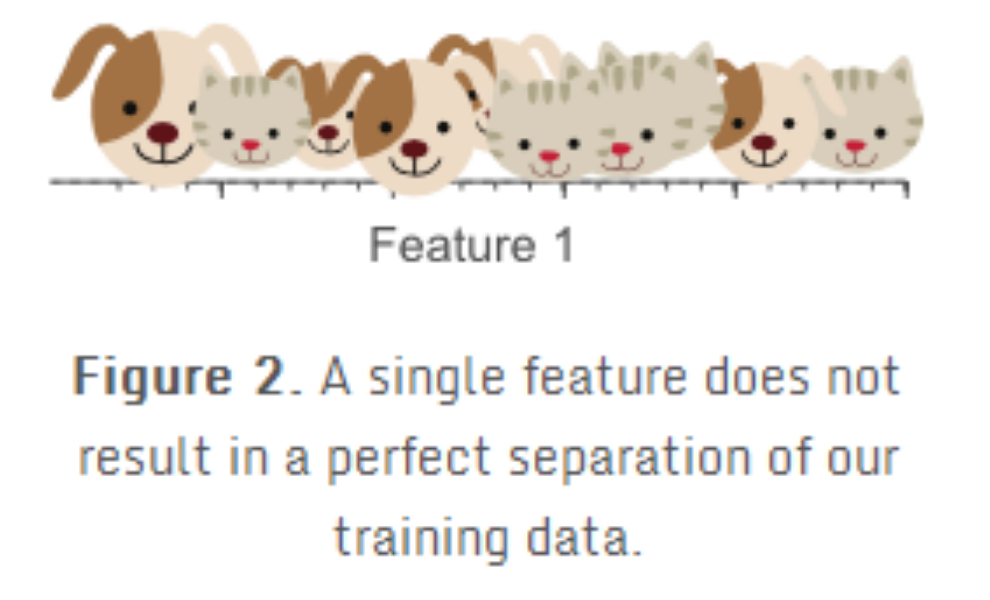 Feature 1
Figure 2. A single feature does not
result in a perfect separation of our
training data.